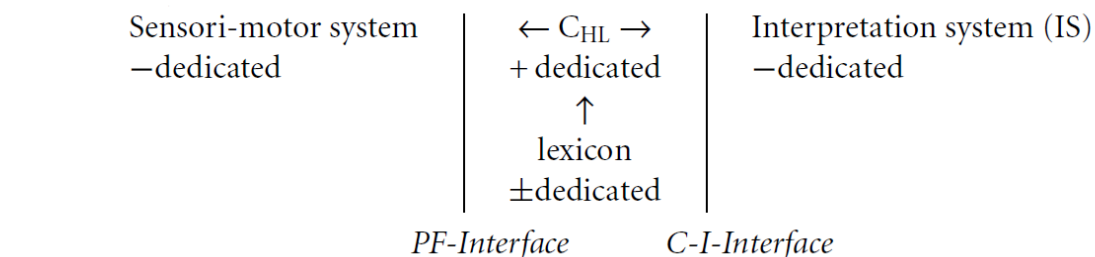 Sensori-motor system ← C_HL → Interpretation system (IS)
−dedicated + dedicated −dedicated
↑
lexicon
±dedicated
PF-Interface C-I-Interface